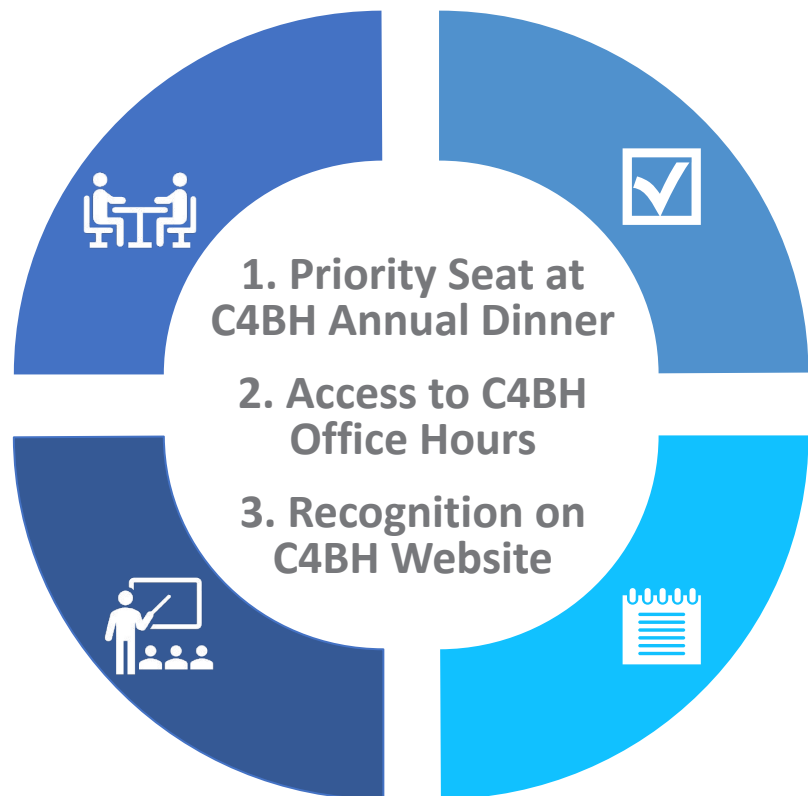 1. Priority Seat at
C4BH Annual Dinner
2. Access to C4BH
Office Hours
3. Recognition on
C4BH Website